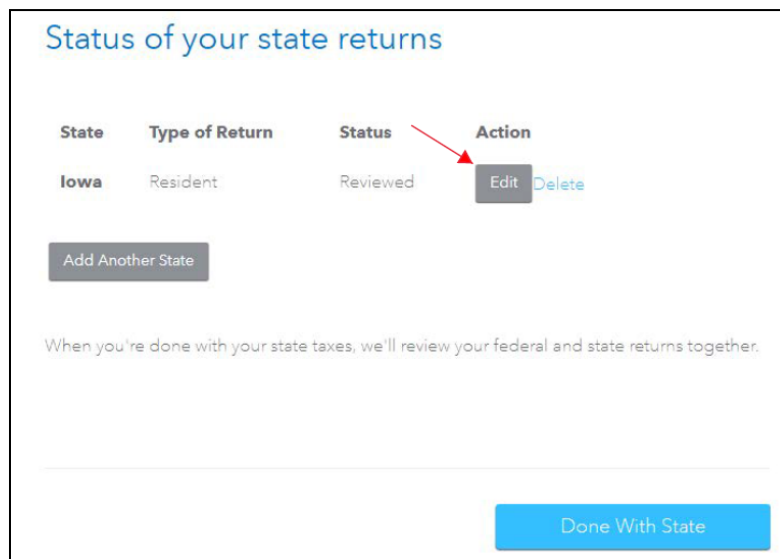 Status of your state returns
State Type of Return Status Action
Iowa Resident Reviewed Edit Delete
Add Another State
When you're done with your state taxes, we'll review your federal and state returns together.
Done With State